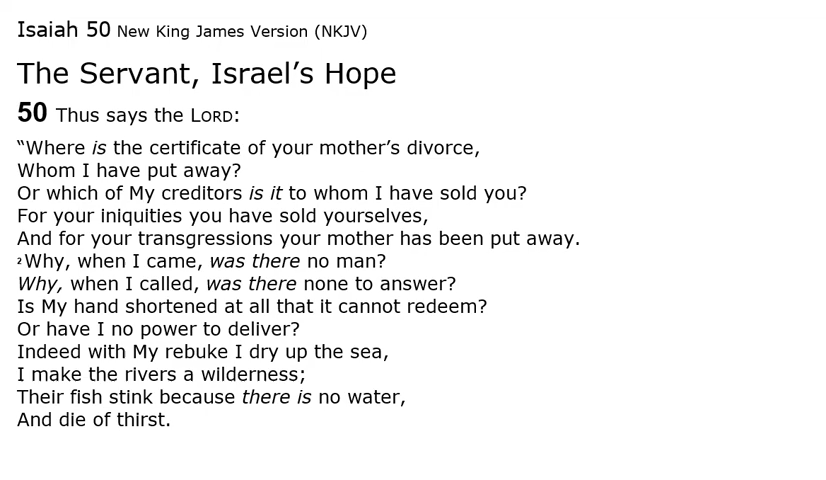 Isaiah 50 New King James Version (NKJV)
The Servant, Israel’s Hope
50 Thus says the LORD:
“Where is the certificate of your mother’s divorce,
Whom I have put away?
Or which of My creditors is it to whom I have sold you?
For your iniquities you have sold yourselves,
And for your transgressions your mother has been put away.
2 Why, when I came, was there no man?
Why, when I called, was there none to answer?
Is My hand shortened at all that it cannot redeem?
Or have I no power to deliver?
Indeed with My rebuke I dry up the sea,
I make the rivers a wilderness;
Their fish stink because there is no water,
And die of thirst.